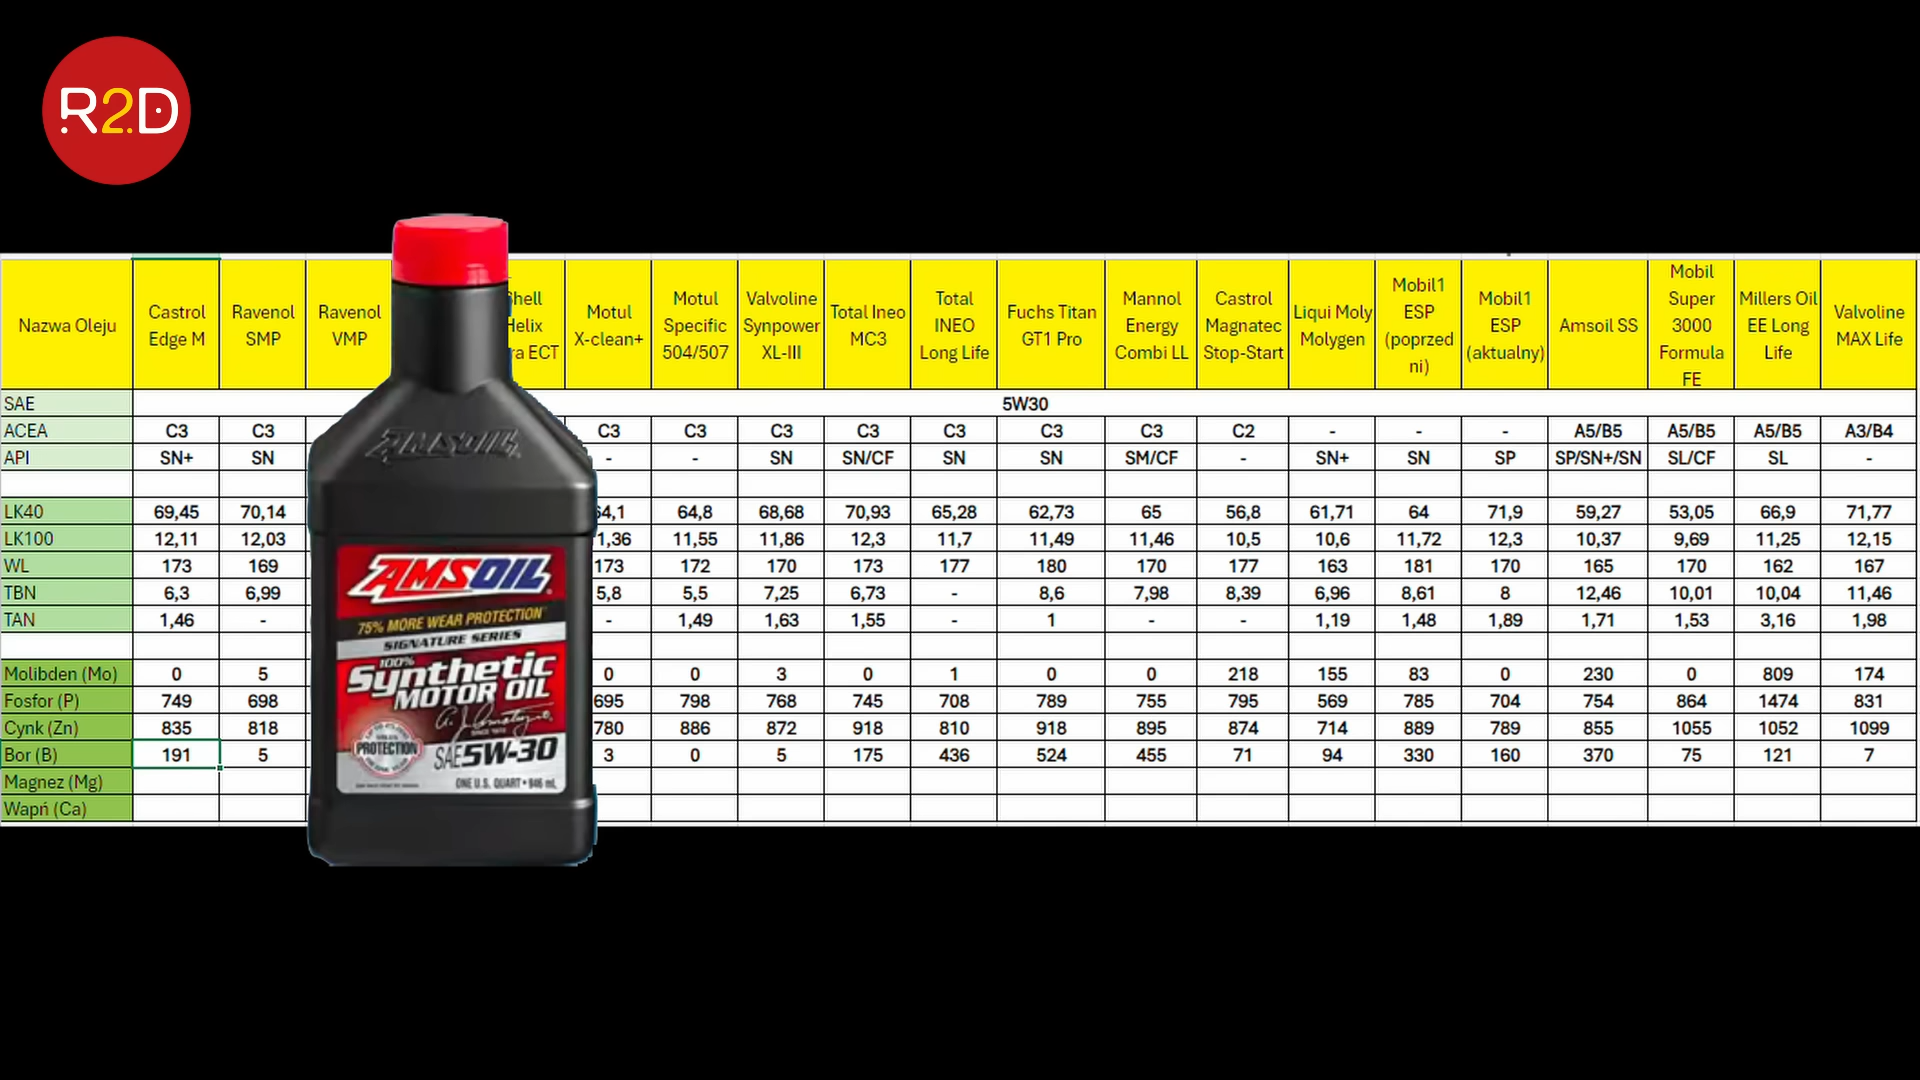 R2D
Nazwa Oleju Castrol Edge M Ravenol SMP Ravenol VMP Helix ECT Motul X-clean+ Motul Specific 504/507 Valvoline Synpower XL-III Total Ineo MC3 Total INEO Long Life Fuchs Titan GT1 Pro Mannol Energy Combi LL Castrol Magnatec Stop-Start Liqui Moly Molygen Mobil1 ESP (poprzedni) Mobil1 ESP (aktualny) Amsoil SS Mobil Super 3000 Formula FE Millers Oil EE Long Life Valvoline MAX Life
SAE 5W30
ACEA C3 C3 C3 C3 C3 C3 C3 C3 C3 C2 - - - A5/B5 A5/B5 A5/B5 A3/B4
API SN+ SN - - SN SN/CF SN SN SM/CF - SN+ SN SP SP/SN+/SN SL/CF SL -
LK40 69,45 70,14 64,1 64,8 68,68 70,93 65,28 62,73 65 56,8 61,71 64 71,9 59,27 53,05 66,9 71,77
LK100 12,11 12,03 1,36 11,55 11,86 12,3 11,7 11,49 11,46 10,5 10,6 11,72 12,3 10,37 9,69 11,25 12,15
WL 173 169 173 172 170 173 177 180 170 177 163 181 170 165 170 162 167
TBN 6,3 6,99 5,8 5,5 7,25 6,73 - 8,6 7,98 8,39 6,96 8,61 8 12,46 10,01 10,04 11,46
TAN 1,46 - - 1,49 1,63 1,55 - 1 - - 1,19 1,48 1,89 1,71 1,53 3,16 1,98
Molibden (Mo) 0 5 0 0 3 0 1 0 0 218 155 83 0 230 0 809 174
Fosfor (P) 749 698 695 798 768 745 708 789 755 795 569 785 704 754 864 1474 831
Cynk (Zn) 835 818 780 886 872 918 810 918 895 874 714 889 789 855 1055 1052 1099
Bor (B) 191 5 3 0 5 175 436 524 455 71 94 330 160 370 75 121 7
Magnez (Mg)
Wapń (Ca)
AMSOIL
AMSOIL
75% MORE WEAR PROTECTION
SIGNATURE SERIES
100%
Synthetic
MOTOR OIL
PROTECTION
SAE 5W-30
ONE U.S. QUART • 946 mL